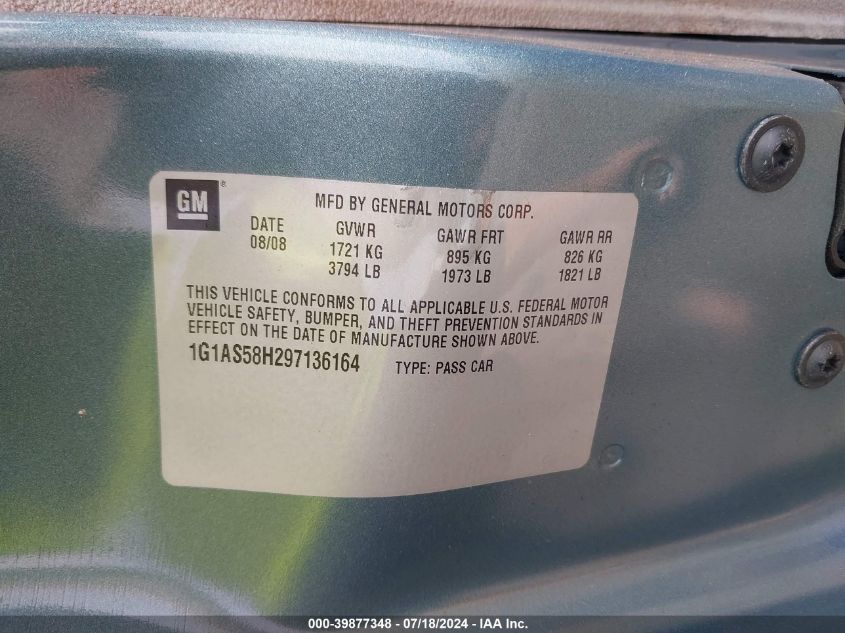 GM®
MFD BY GENERAL MOTORS CORP.
DATE GVWR GAWR FRT GAWR RR
08/08 1721 KG 895 KG 826 KG
3794 LB 1973 LB 1821 LB
THIS VEHICLE CONFORMS TO ALL APPLICABLE U.S. FEDERAL MOTOR
VEHICLE SAFETY, BUMPER, AND THEFT PREVENTION STANDARDS IN
EFFECT ON THE DATE OF MANUFACTURE SHOWN ABOVE.
1G1AS58H297136164 TYPE: PASS CAR
000-39877348 - 07/18/2024 - IAA Inc.